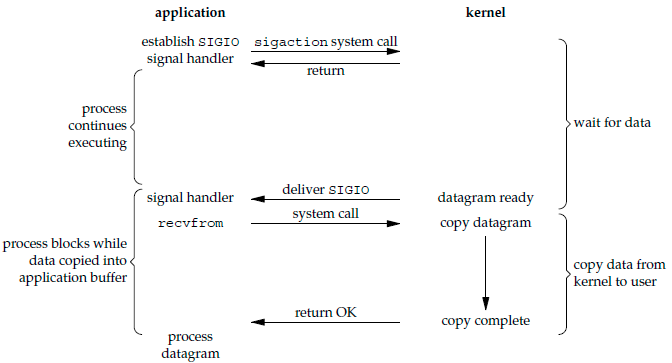 application
kernel
establish SIGIO
sigaction system call
signal handler
return
process
continues
executing
wait for data
signal handler
deliver SIGIO
datagram ready
recvfrom
system call
copy datagram
process blocks while
data copied into
application buffer
copy data from
kernel to user
return OK
copy complete
process
datagram